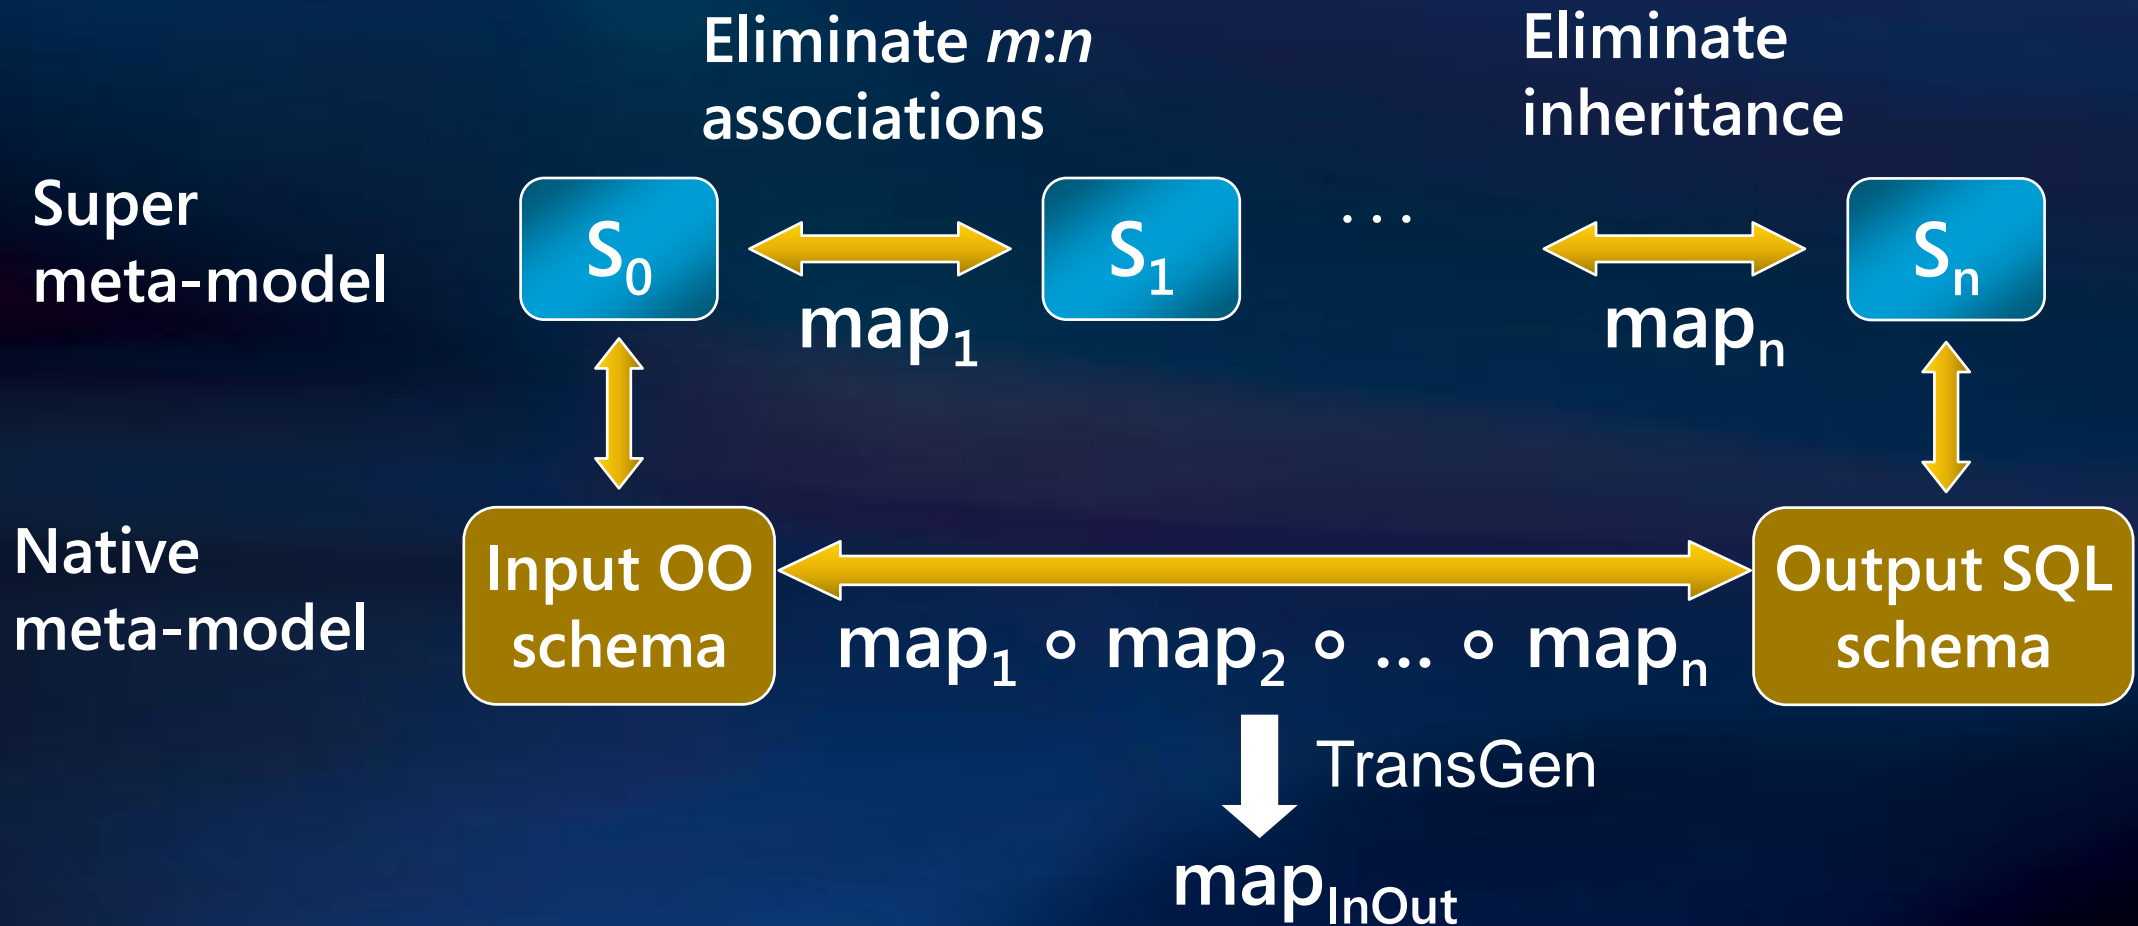 Eliminate m:n
associations
Eliminate
inheritance
Super
meta-model
S₀
S₁
. . .
Sₙ
map₁
mapₙ
Native
meta-model
Input OO
schema
Output SQL
schema
map₁ ∘ map₂ ∘ ... ∘ mapₙ
TransGen
map_InOut